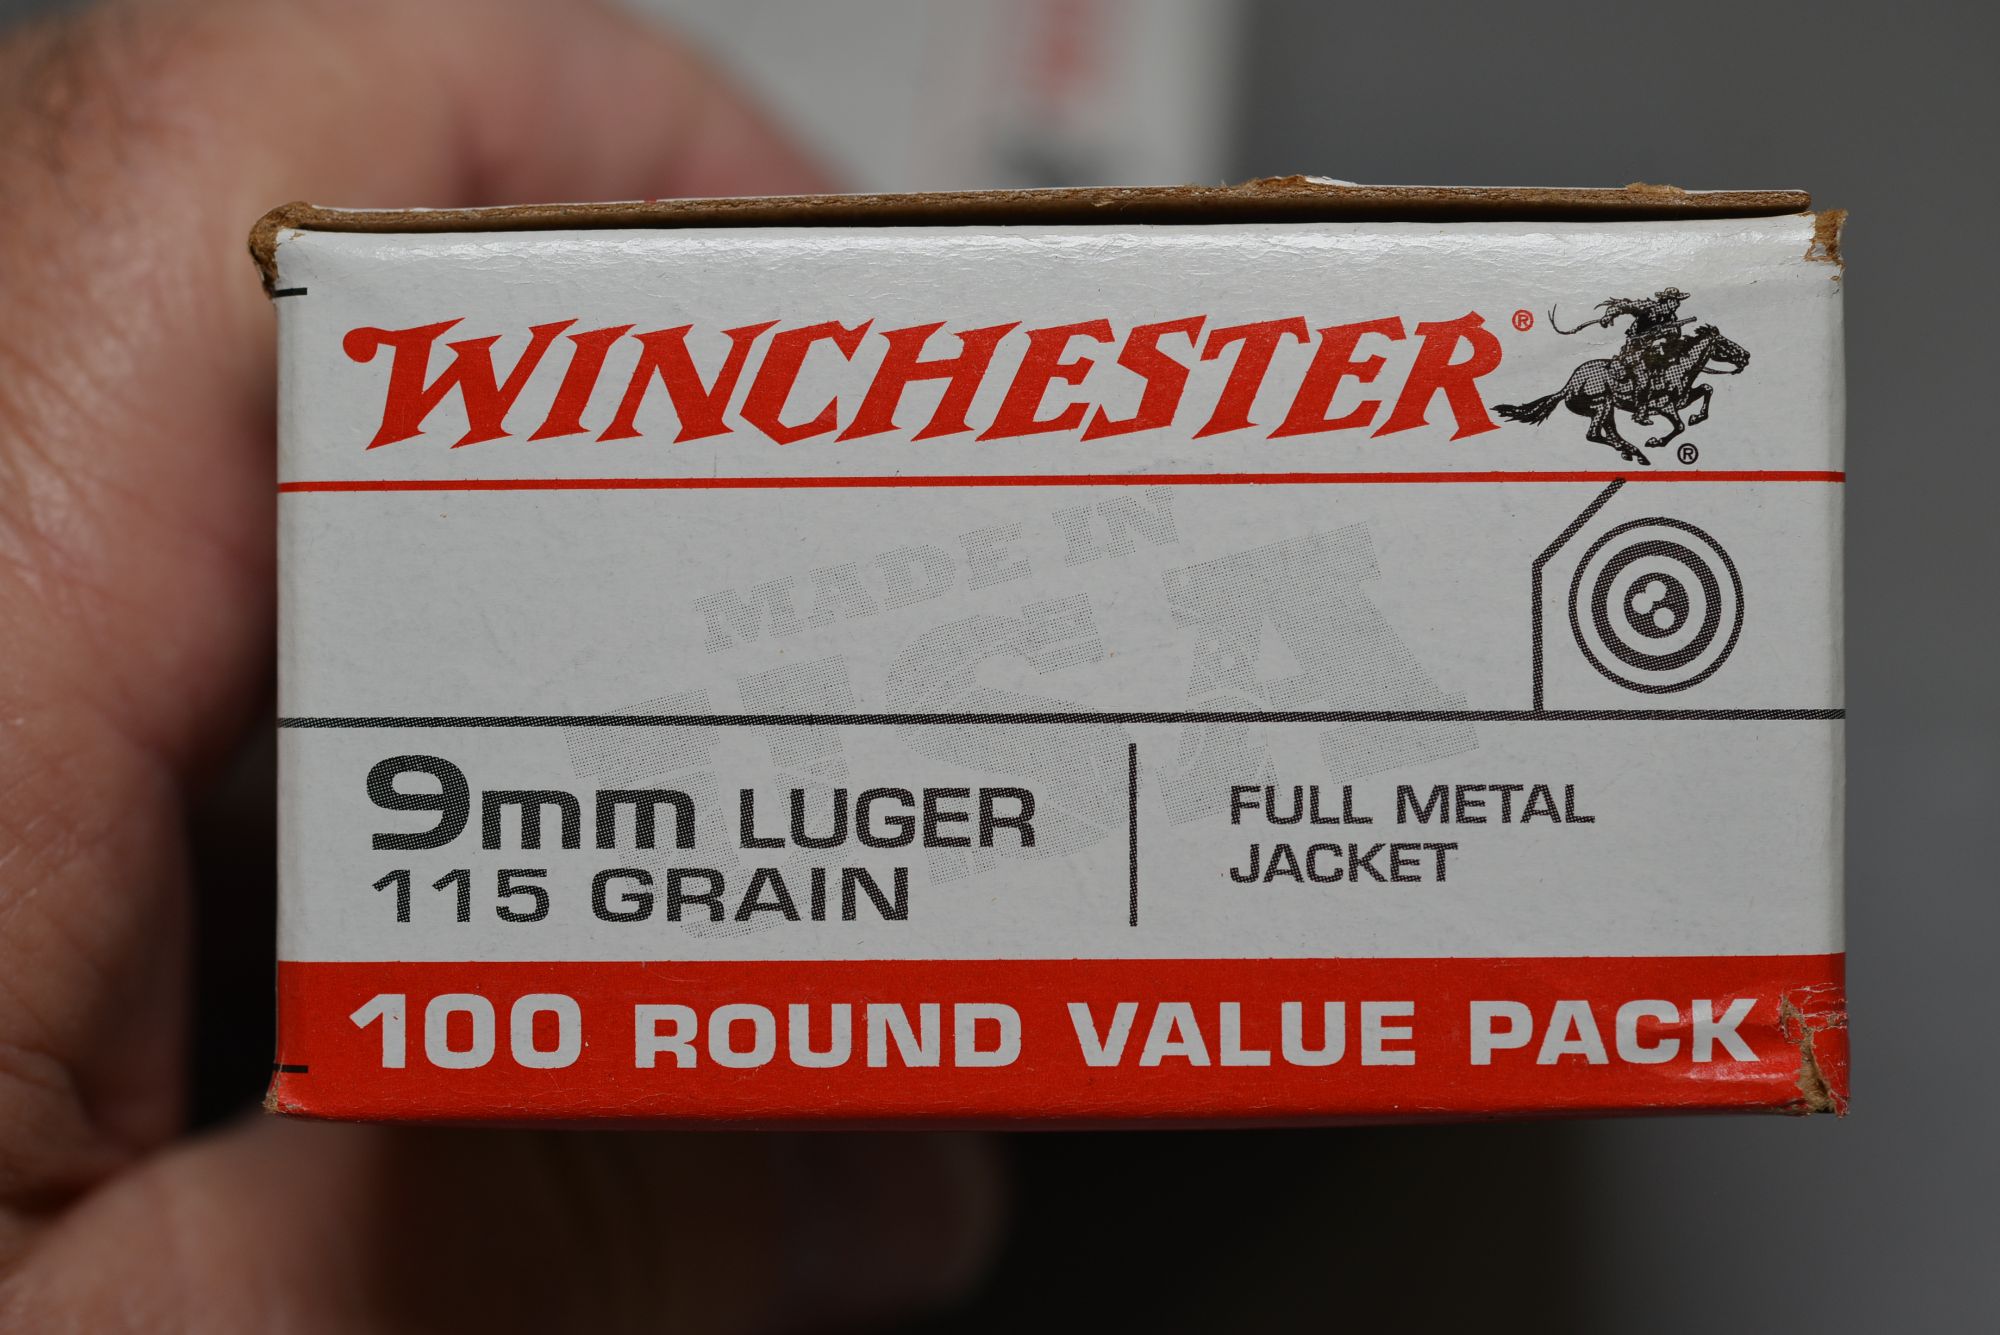 WINCHESTER®
®
MADE IN
USA
9mm LUGER
115 GRAIN
FULL METAL
JACKET
100 ROUND VALUE PACK